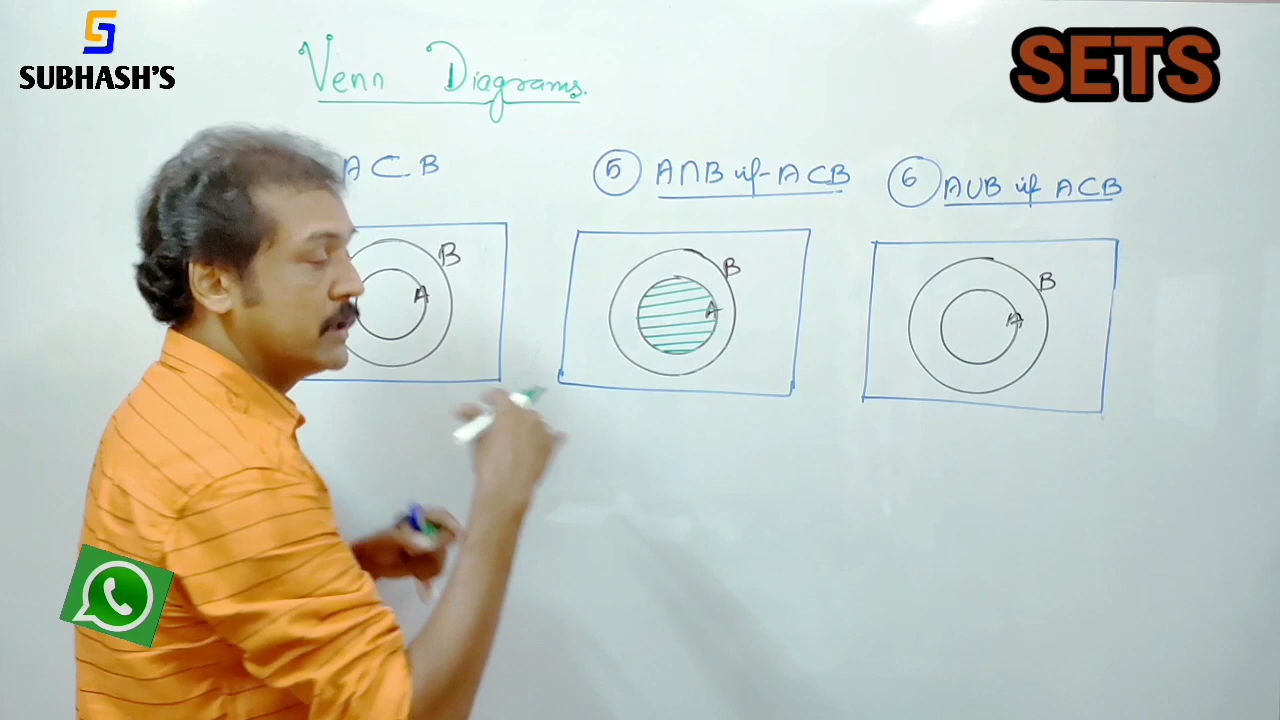 SUBHASH'S
SETS
Venn Diagrams.
A ⊂ B
5 A∩B if A⊂B
6 A∪B if A⊂B
B
A
B
A
B
A